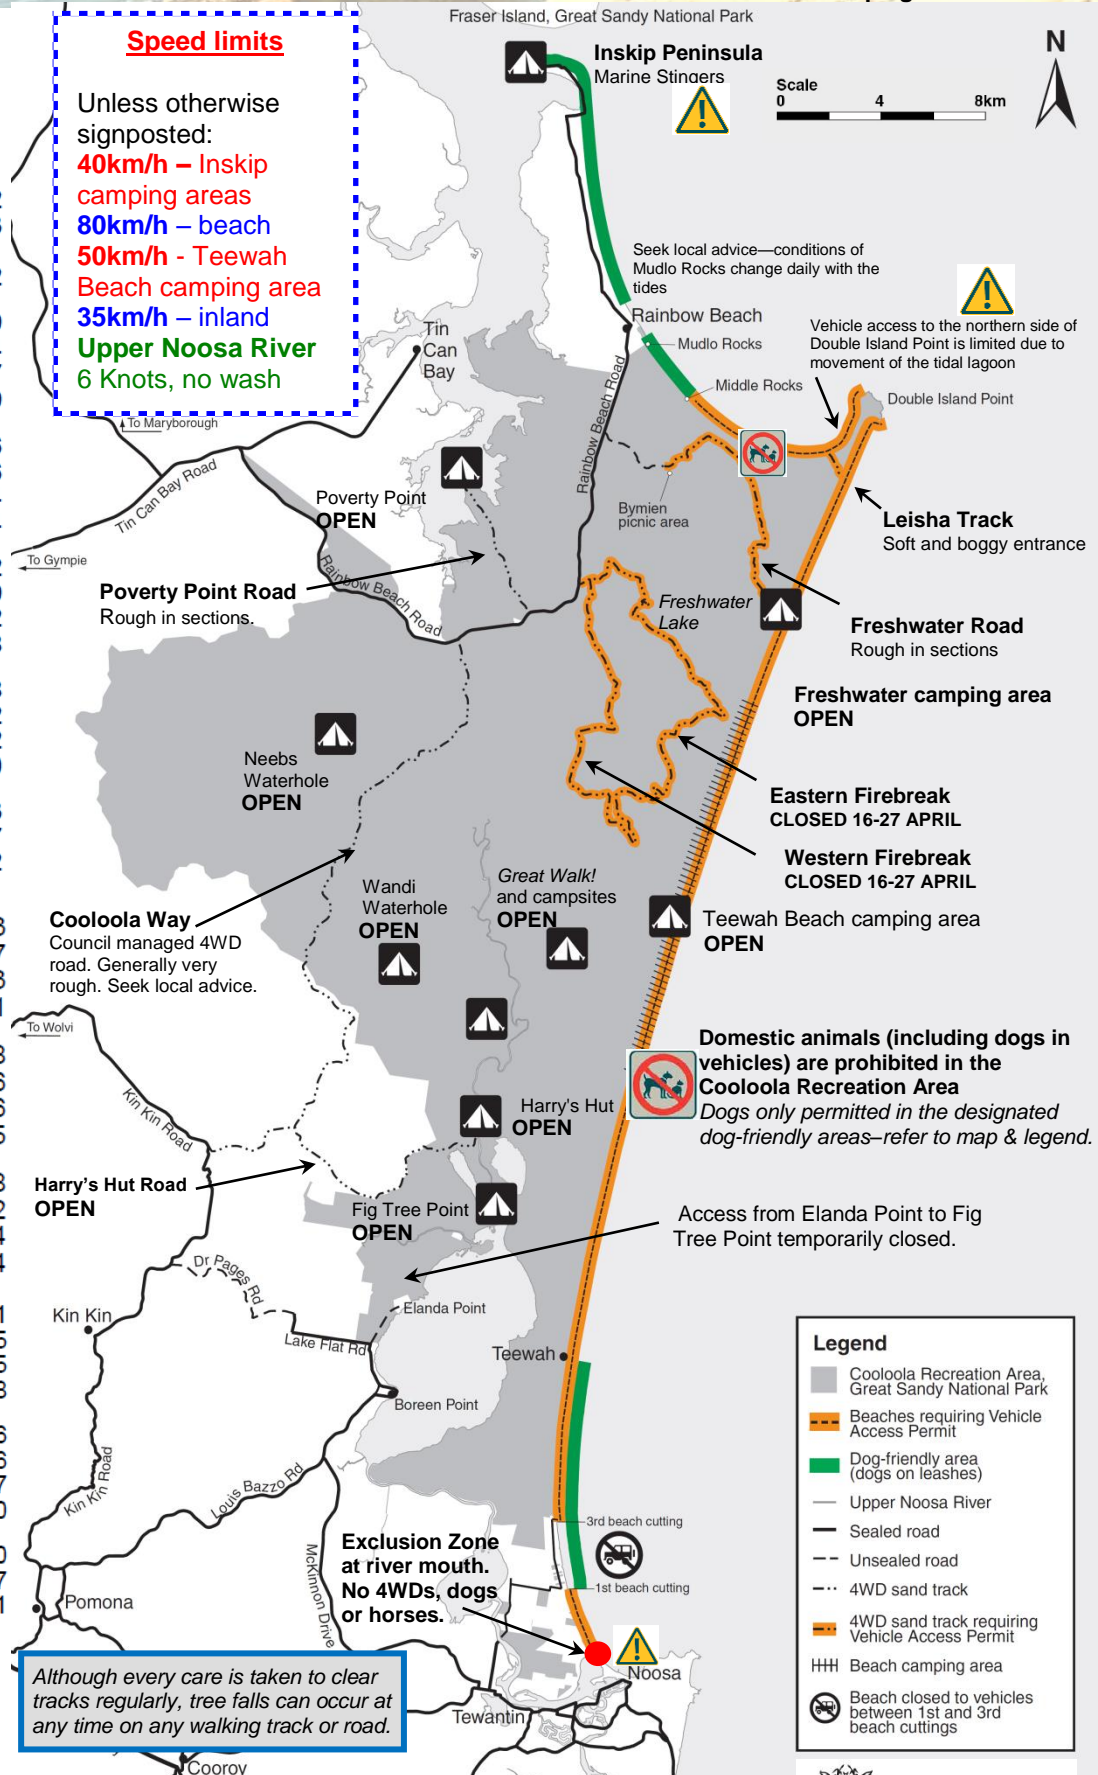 Fraser Island, Great Sandy National Park
Speed limits
Unless otherwise
signposted:
40km/h – Inskip
camping areas
80km/h – beach
50km/h - Teewah
Beach camping area
35km/h – inland
Upper Noosa River
6 Knots, no wash
Inskip Peninsula
Marine Stingers
Scale
0 4 8km
N
Seek local advice—conditions of
Mudlo Rocks change daily with the
tides
Rainbow Beach
Mudlo Rocks
Middle Rocks
Vehicle access to the northern side of
Double Island Point is limited due to
movement of the tidal lagoon
Double Island Point
Tin
Can
Bay
To Maryborough
Tin Can Bay Road
To Gympie
Rainbow Beach Road
Rainbow Beach Road
Poverty Point
OPEN
Poverty Point Road
Rough in sections.
Bymien
picnic area
Leisha Track
Soft and boggy entrance
Freshwater
Lake
Freshwater Road
Rough in sections
Freshwater camping area
OPEN
Neebs
Waterhole
OPEN
Eastern Firebreak
CLOSED 16-27 APRIL
Western Firebreak
CLOSED 16-27 APRIL
Cooloola Way
Council managed 4WD
road. Generally very
rough. Seek local advice.
Wandi
Waterhole
OPEN
Great Walk!
and campsites
OPEN
Teewah Beach camping area
OPEN
To Wolvi
Kin Kin Road
Domestic animals (including dogs in
vehicles) are prohibited in the
Cooloola Recreation Area
Dogs only permitted in the designated
dog-friendly areas–refer to map & legend.
Harry's Hut
OPEN
Harry's Hut Road
OPEN
Fig Tree Point
OPEN
Access from Elanda Point to Fig
Tree Point temporarily closed.
Dr Pages Rd
Elanda Point
Kin Kin
Lake Flat Rd
Teewah
Boreen Point
Kin Kin Road
Louis Bazzo Rd
McKinnon Drive
3rd beach cutting
1st beach cutting
Exclusion Zone
at river mouth.
No 4WDs, dogs
or horses.
Pomona
Noosa
Tewantin
Cooroy
Although every care is taken to clear
tracks regularly, tree falls can occur at
any time on any walking track or road.
Legend
Cooloola Recreation Area,
Great Sandy National Park
Beaches requiring Vehicle
Access Permit
Dog-friendly area
(dogs on leashes)
Upper Noosa River
Sealed road
Unsealed road
4WD sand track
4WD sand track requiring
Vehicle Access Permit
Beach camping area
Beach closed to vehicles
between 1st and 3rd
beach cuttings